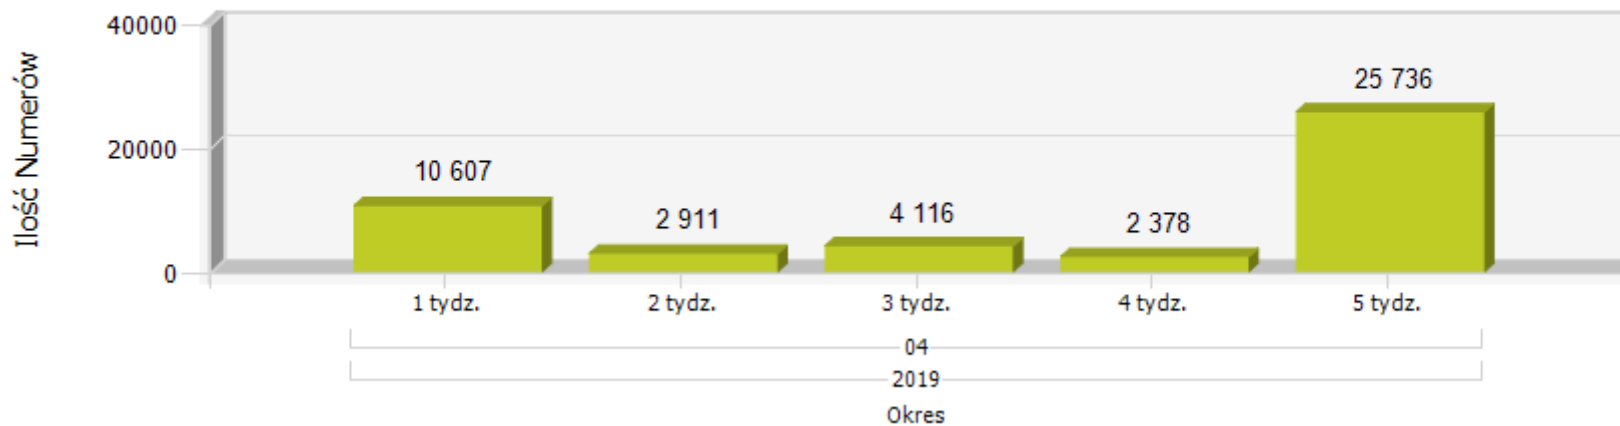 Ilość Numerów
40000
20000
0
10 607
2 911
4 116
2 378
25 736
1 tydz.
2 tydz.
3 tydz.
4 tydz.
5 tydz.
04
2019
Okres